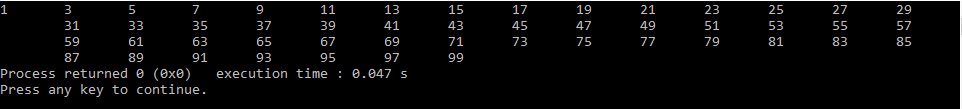 1 3 5 7 9 11 13 15 17 19 21 23 25 27 29
31 33 35 37 39 41 43 45 47 49 51 53 55 57
59 61 63 65 67 69 71 73 75 77 79 81 83 85
87 89 91 93 95 97 99
Process returned 0 (0x0)   execution time : 0.047 s
Press any key to continue.